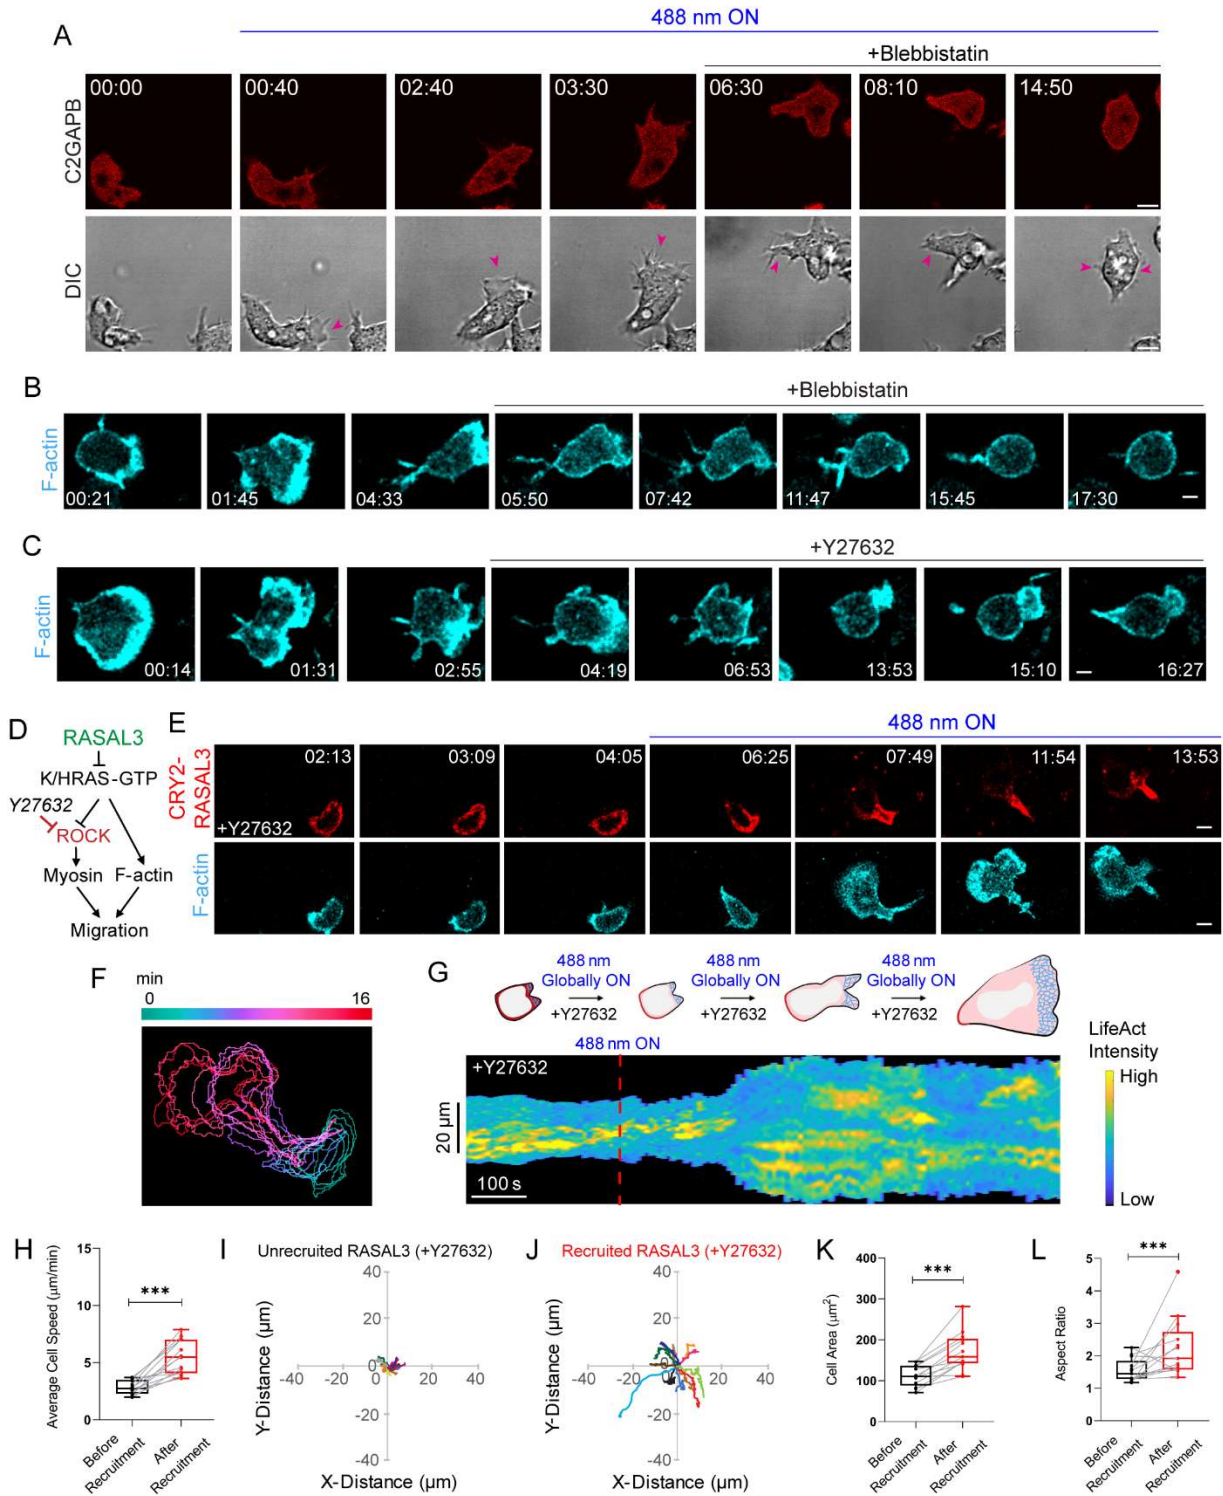 488 nm ON
A
+Blebbistatin
C2GAPB
00:00
00:40
02:40
03:30
06:30
08:10
14:50
DIC
B
+Blebbistatin
F-actin
00:21
01:45
04:33
05:50
07:42
11:47
15:45
17:30
C
+Y27632
F-actin
00:14
01:31
02:55
04:19
06:53
13:53
15:10
16:27
D
RASAL3
K/HRAS-GTP
Y27632
ROCK
Myosin
F-actin
Migration
E
488 nm ON
CRY2-
RASAL3
02:13
03:09
04:05
06:25
07:49
11:54
13:53
+Y27632
F-actin
F
min
0
16
G
488 nm
Globally ON
+Y27632
488 nm
Globally ON
+Y27632
488 nm
Globally ON
+Y27632
488 nm ON
+Y27632
20 µm
100 s
LifeAct
Intensity
High
Low
H
Average Cell Speed (µm/min)
15
10
5
0
***
Before
Recruitment
After
Recruitment
I
Unrecruited RASAL3 (+Y27632)
Y-Distance (µm)
40
20
-40
-20
0
20
40
-20
-40
X-Distance (µm)
J
Recruited RASAL3 (+Y27632)
Y-Distance (µm)
40
20
-40
-20
0
20
40
-20
-40
X-Distance (µm)
K
Cell Area (µm²)
400
300
200
100
0
***
Before
Recruitment
After
Recruitment
L
Aspect Ratio
5
4
3
2
1
0
***
Before
Recruitment
After
Recruitment